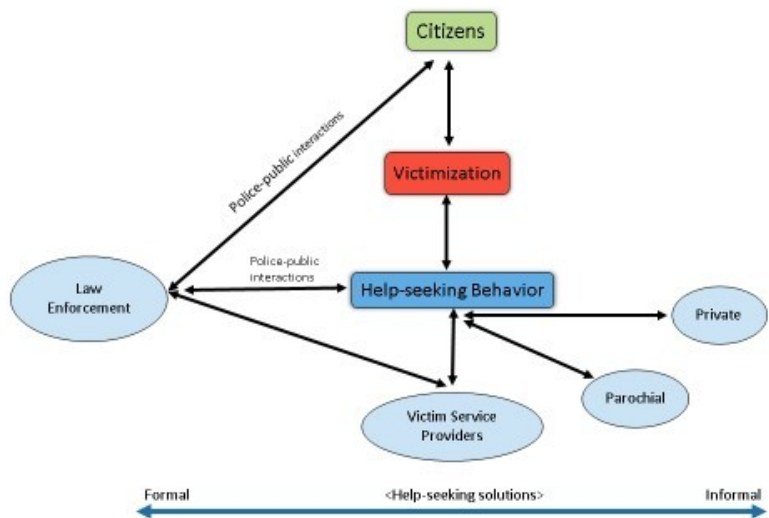 Citizens
Police-public interactions
Victimization
Police-public
interactions
Law
Enforcement
Help-seeking Behavior
Private
Parochial
Victim Service
Providers
Formal
<Help-seeking solutions>
Informal